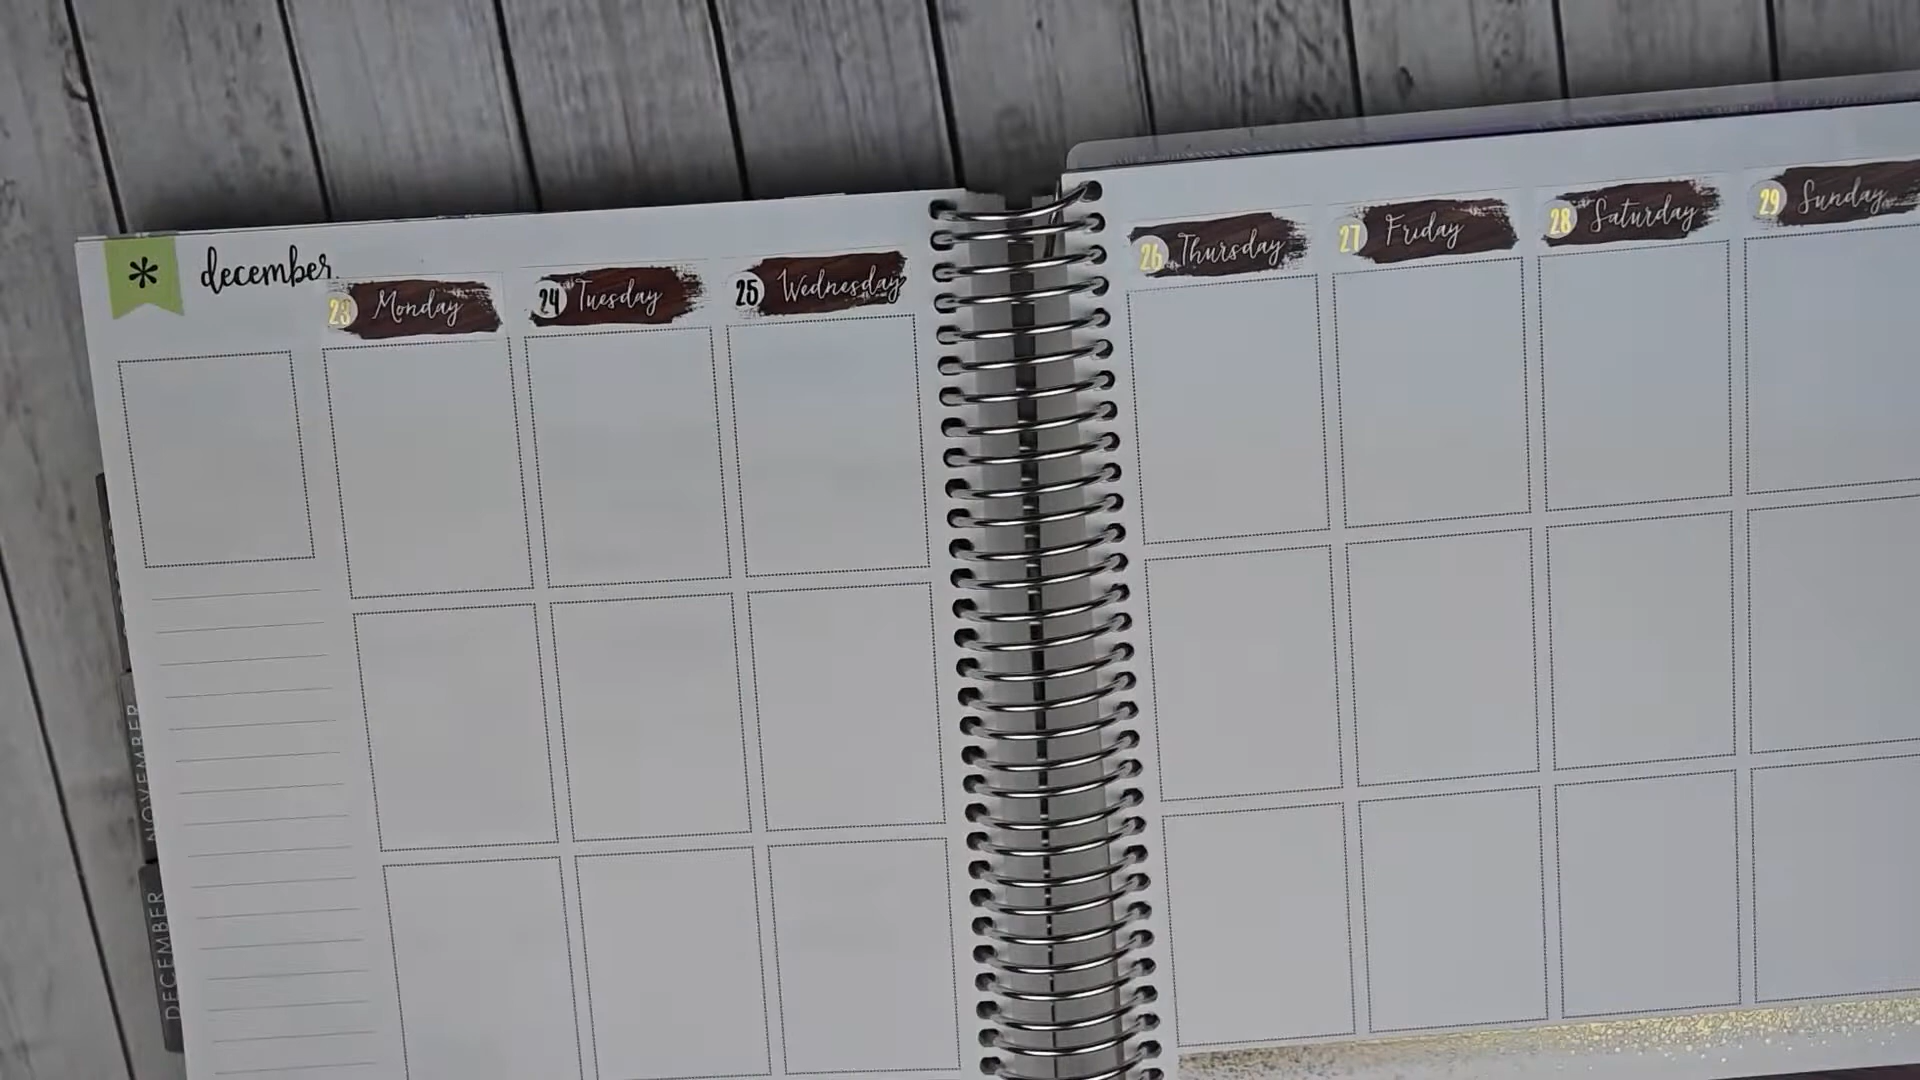 * december
23 Monday
24 Tuesday
25 Wednesday
26 Thursday
27 Friday
28 Saturday
29 Sunday
NOVEMBER
DECEMBER